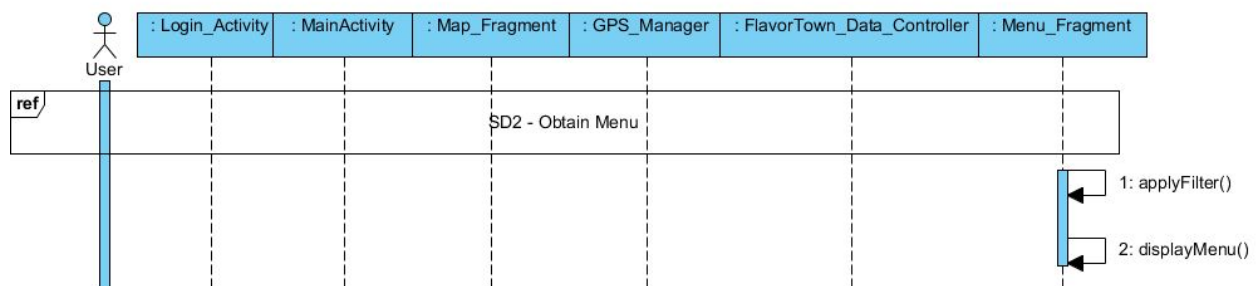 : Login_Activity
: MainActivity
: Map_Fragment
: GPS_Manager
: FlavorTown_Data_Controller
: Menu_Fragment
User
ref
SD2 - Obtain Menu
1: applyFilter()
2: displayMenu()